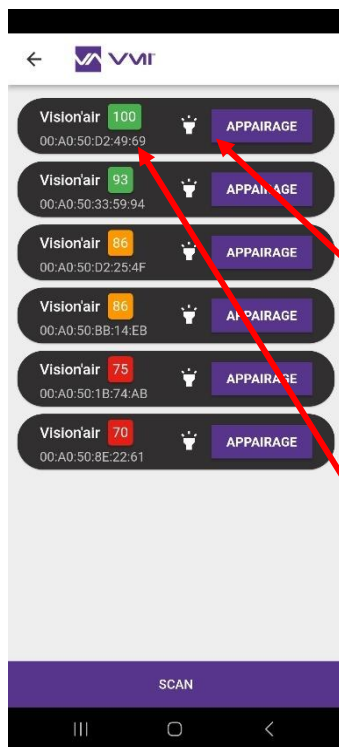 VMI
Vision'air 100
00:A0:50:D2:49:69
APPAIRAGE
Vision'air 93
00:A0:50:33:59:94
APPAIRAGE
Vision'air 86
00:A0:50:D2:25:4F
APPAIRAGE
Vision'air 86
00:A0:50:BB:14:EB
APPAIRAGE
Vision'air 75
00:A0:50:1B:74:AB
APPAIRAGE
Vision'air 70
00:A0:50:8E:22:61
APPAIRAGE
SCAN